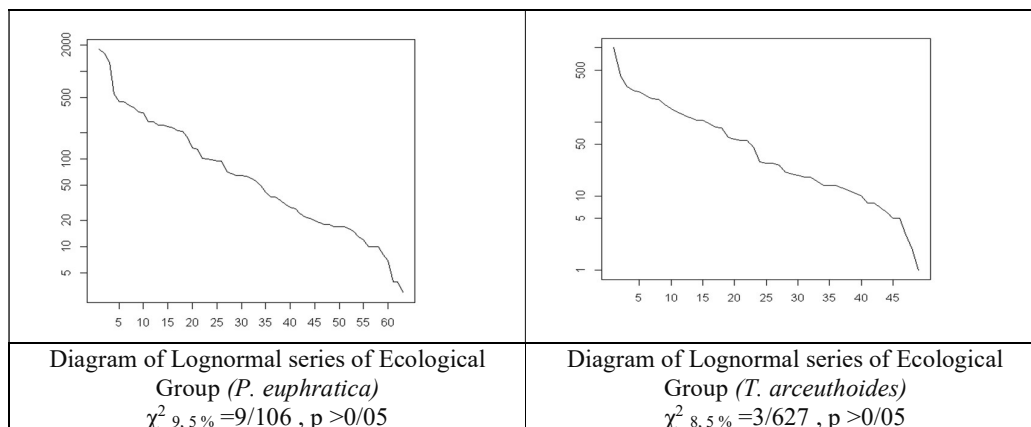 2000
500
100
50
10
5
5 10 15 20 25 30 35 40 45 50 55 60
Diagram of Lognormal series of Ecological
Group (P. euphratica)
χ² 9, 5 % =9/106 , p >0/05
500
50
10
5
1
5 10 15 20 25 30 35 40 45
Diagram of Lognormal series of Ecological
Group (T. arceuthoides)
χ² 8, 5 % =3/627 , p >0/05